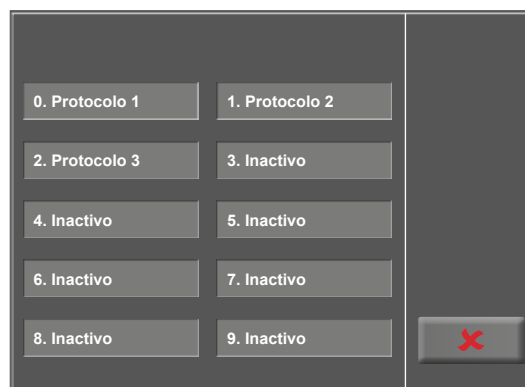 0. Protocolo 1
1. Protocolo 2
2. Protocolo 3
3. Inactivo
4. Inactivo
5. Inactivo
6. Inactivo
7. Inactivo
8. Inactivo
9. Inactivo